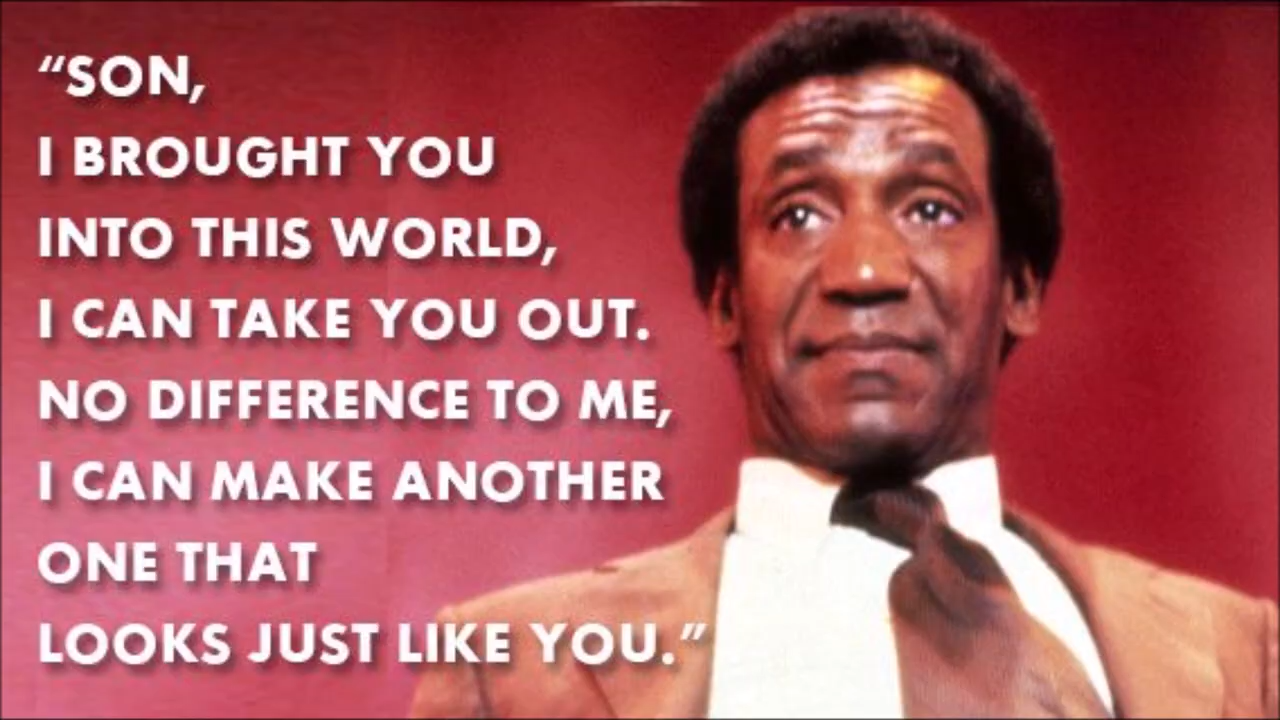 “SON,
I BROUGHT YOU
INTO THIS WORLD,
I CAN TAKE YOU OUT.
NO DIFFERENCE TO ME,
I CAN MAKE ANOTHER
ONE THAT
LOOKS JUST LIKE YOU.”